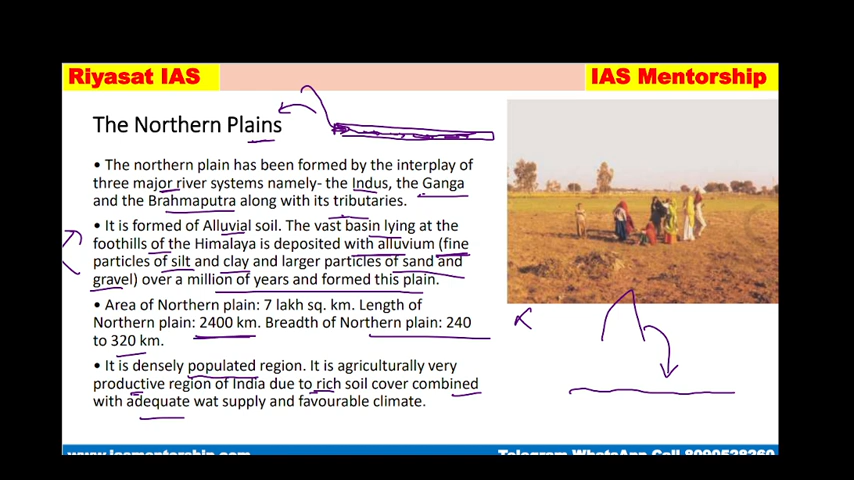 Riyasat IAS
IAS Mentorship
The Northern Plains
• The northern plain has been formed by the interplay of
three major river systems namely- the Indus, the Ganga
and the Brahmaputra along with its tributaries.
• It is formed of Alluvial soil. The vast basin lying at the
foothills of the Himalaya is deposited with alluvium (fine
particles of silt and clay and larger particles of sand and
gravel) over a million of years and formed this plain.
• Area of Northern plain: 7 lakh sq. km. Length of
Northern plain: 2400 km. Breadth of Northern plain: 240
to 320 km.
• It is densely populated region. It is agriculturally very
productive region of India due to rich soil cover combined
with adequate wat supply and favourable climate.
www.iasmentorship.com
Telegram WhatsApp Call